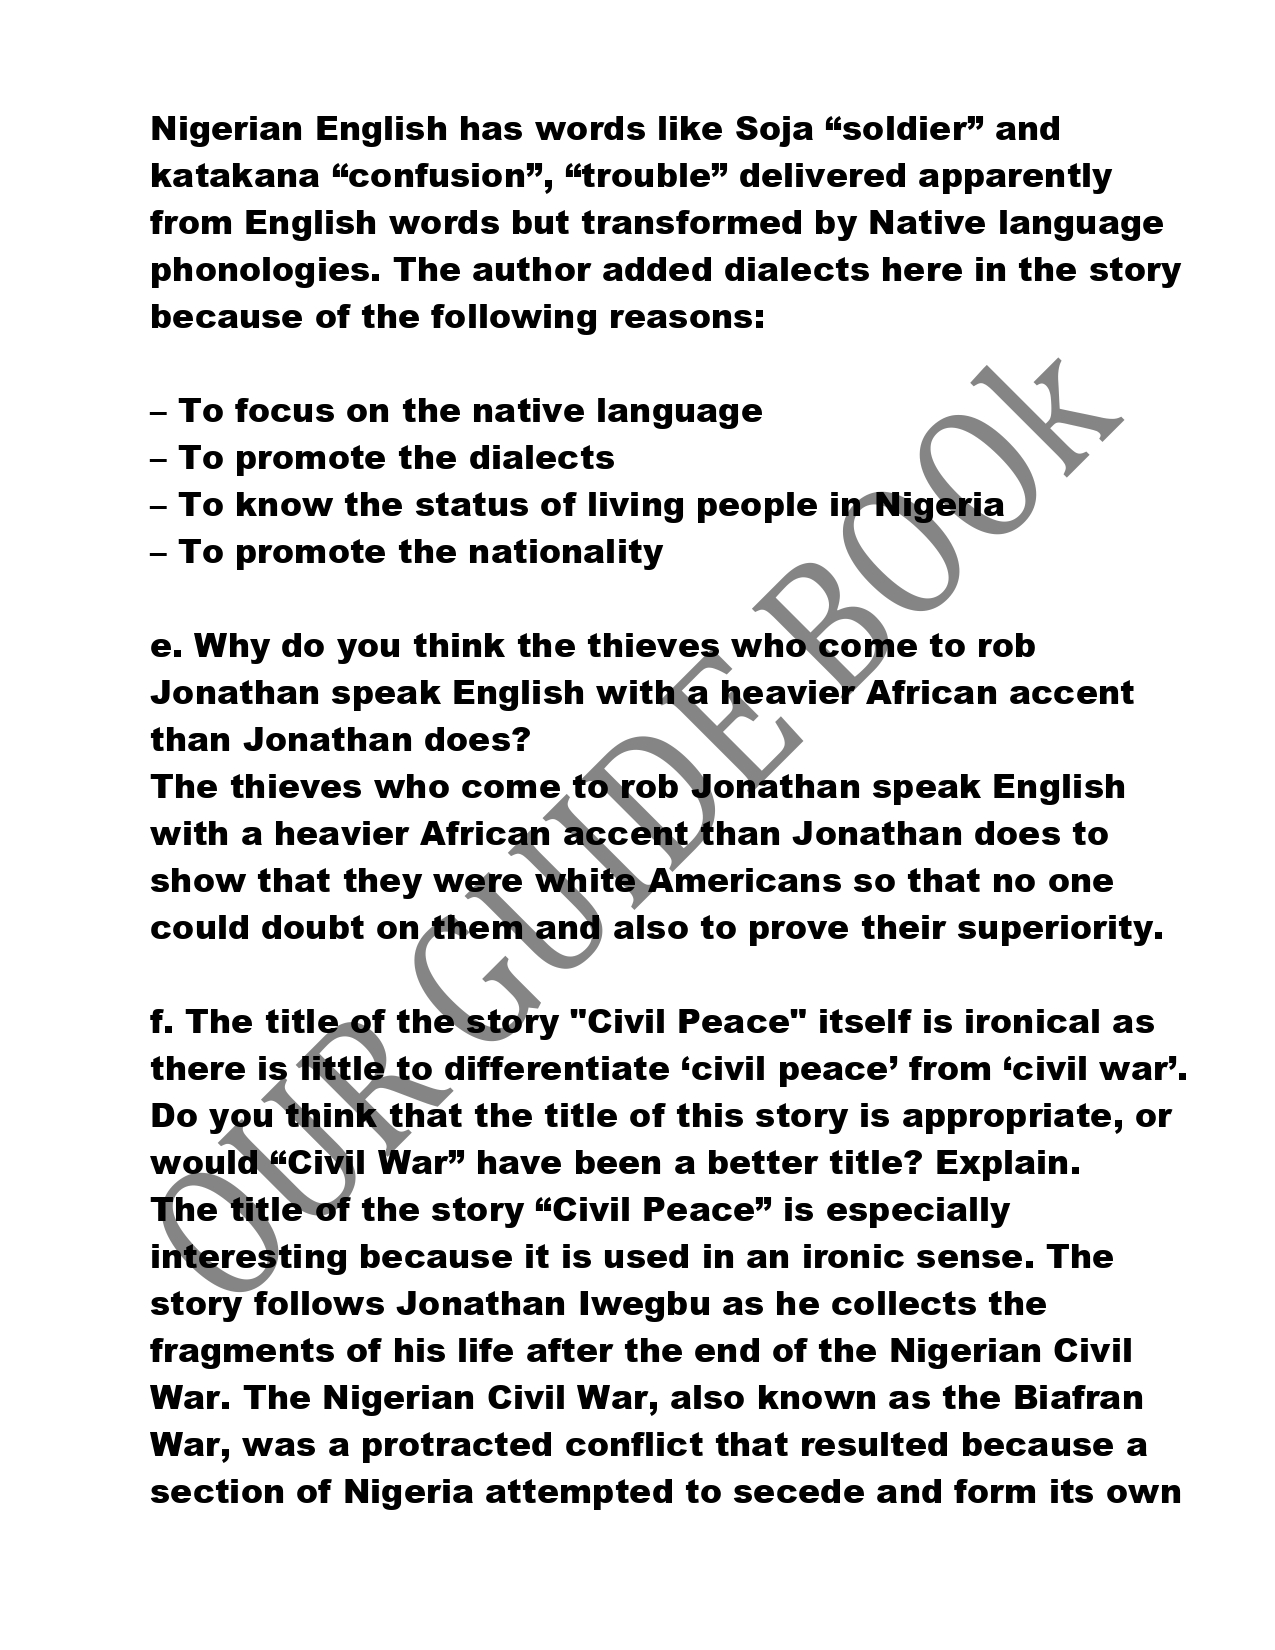 Nigerian English has words like Soja “soldier” and
katakana “confusion”, “trouble” delivered apparently
from English words but transformed by Native language
phonologies. The author added dialects here in the story
because of the following reasons:
– To focus on the native language
– To promote the dialects
– To know the status of living people in Nigeria
– To promote the nationality
e. Why do you think the thieves who come to rob
Jonathan speak English with a heavier African accent
than Jonathan does?
The thieves who come to rob Jonathan speak English
with a heavier African accent than Jonathan does to
show that they were white Americans so that no one
could doubt on them and also to prove their superiority.
f. The title of the story "Civil Peace" itself is ironical as
there is little to differentiate ‘civil peace’ from ‘civil war’.
Do you think that the title of this story is appropriate, or
would “Civil War” have been a better title? Explain.
The title of the story “Civil Peace” is especially
interesting because it is used in an ironic sense. The
story follows Jonathan Iwegbu as he collects the
fragments of his life after the end of the Nigerian Civil
War. The Nigerian Civil War, also known as the Biafran
War, was a protracted conflict that resulted because a
section of Nigeria attempted to secede and form its own
OUR GUIDE BOOk